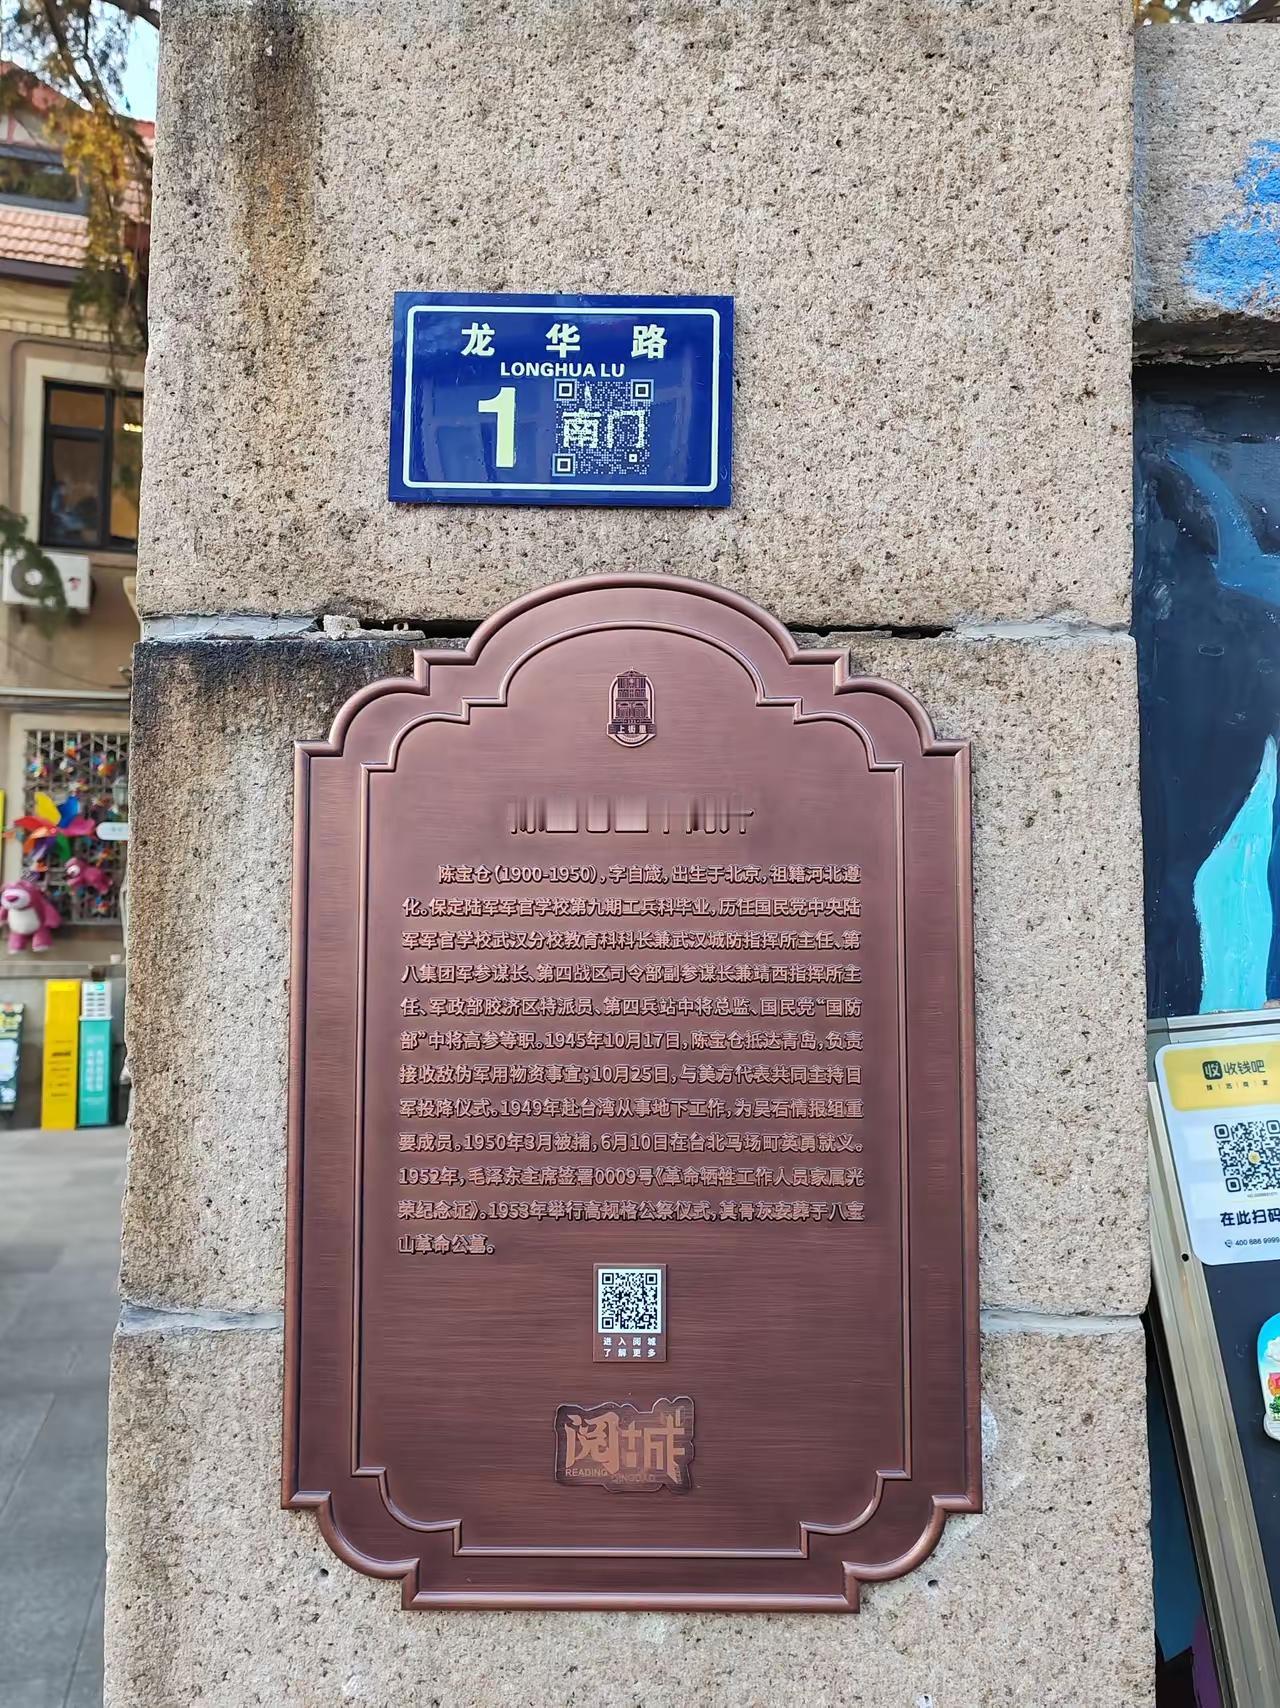 龙华路
LONGHUA LU
1
南门
上街里
陈宝仓（1900-1950），字自箴，出生于北京，祖籍河北遵
化。保定陆军军官学校第九期工兵科毕业，历任国民党中央陆
军军官学校武汉分校教育科科长兼武汉城防指挥所主任、第
八集团军参谋长、第四战区司令部副参谋长兼靖西指挥所主
任、军政部胶济区特派员、第四兵站中将总监、国民党“国防
部”中将高参等职。1945年10月17日，陈宝仓抵达青岛，负责
接收敌伪军用物资事宜；10月25日，与美方代表共同主持日
军投降仪式。1949年赴台湾从事地下工作，为吴石情报组重
要成员。1950年3月被捕，6月10日在台北马场町英勇就义。
1952年，毛泽东主席签署0009号《革命牺牲工作人员家属光
荣纪念证》。1953年举行高规格公祭仪式，其骨灰安葬于八宝
山革命公墓。
进入阅城
了解更多
阅城
READING QINGDAO
收 收钱吧
在此扫码
400 886 9999